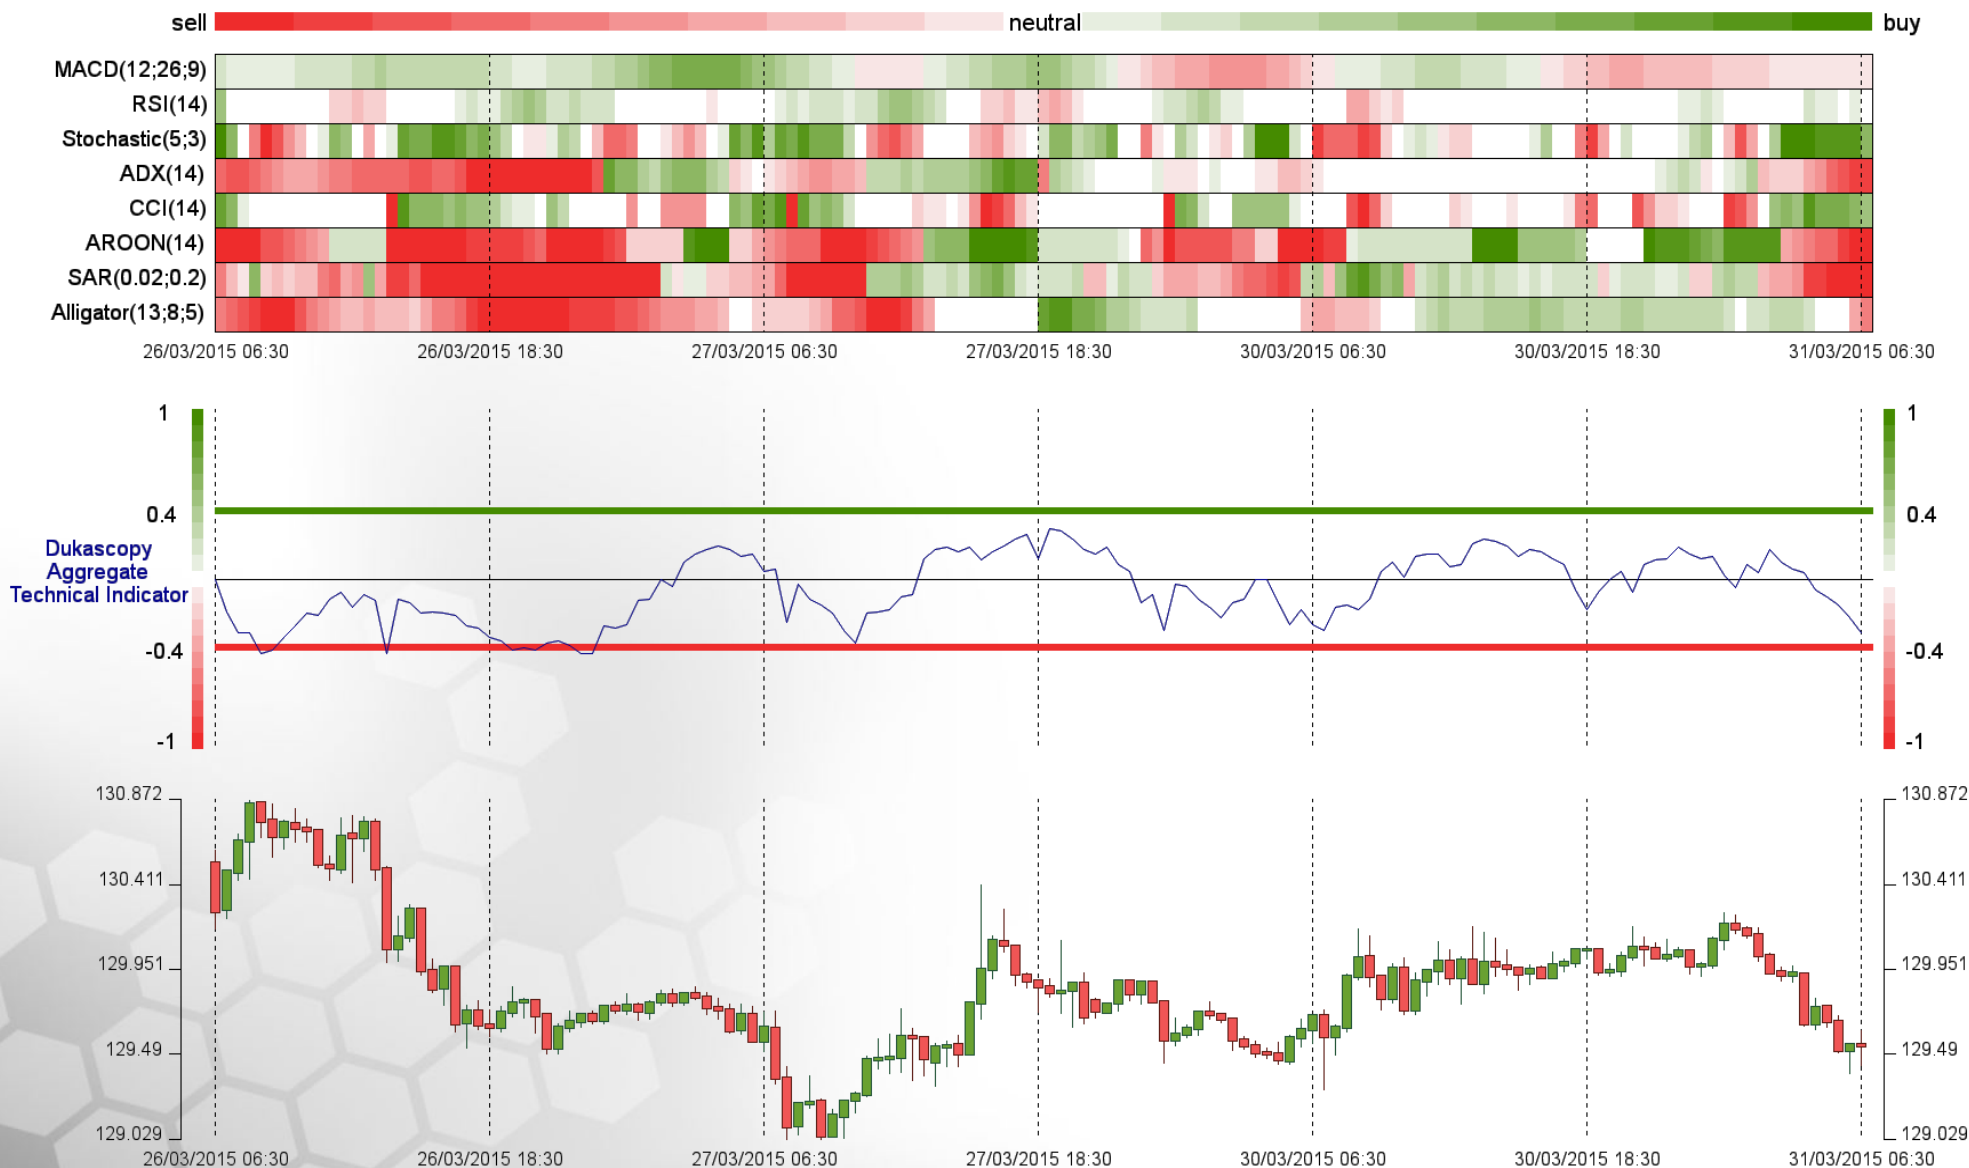 sell neutral buy
MACD(12;26;9)
RSI(14)
Stochastic(5;3)
ADX(14)
CCI(14)
AROON(14)
SAR(0.02;0.2)
Alligator(13;8;5)
26/03/2015 06:30 26/03/2015 18:30 27/03/2015 06:30 27/03/2015 18:30 30/03/2015 06:30 30/03/2015 18:30 31/03/2015 06:30
1 1
0.4 0.4
Dukascopy
Aggregate
Technical Indicator
-0.4 -0.4
-1 -1
130.872 130.872
130.411 130.411
129.951 129.951
129.49 129.49
129.029 129.029
26/03/2015 06:30 26/03/2015 18:30 27/03/2015 06:30 27/03/2015 18:30 30/03/2015 06:30 30/03/2015 18:30 31/03/2015 06:30